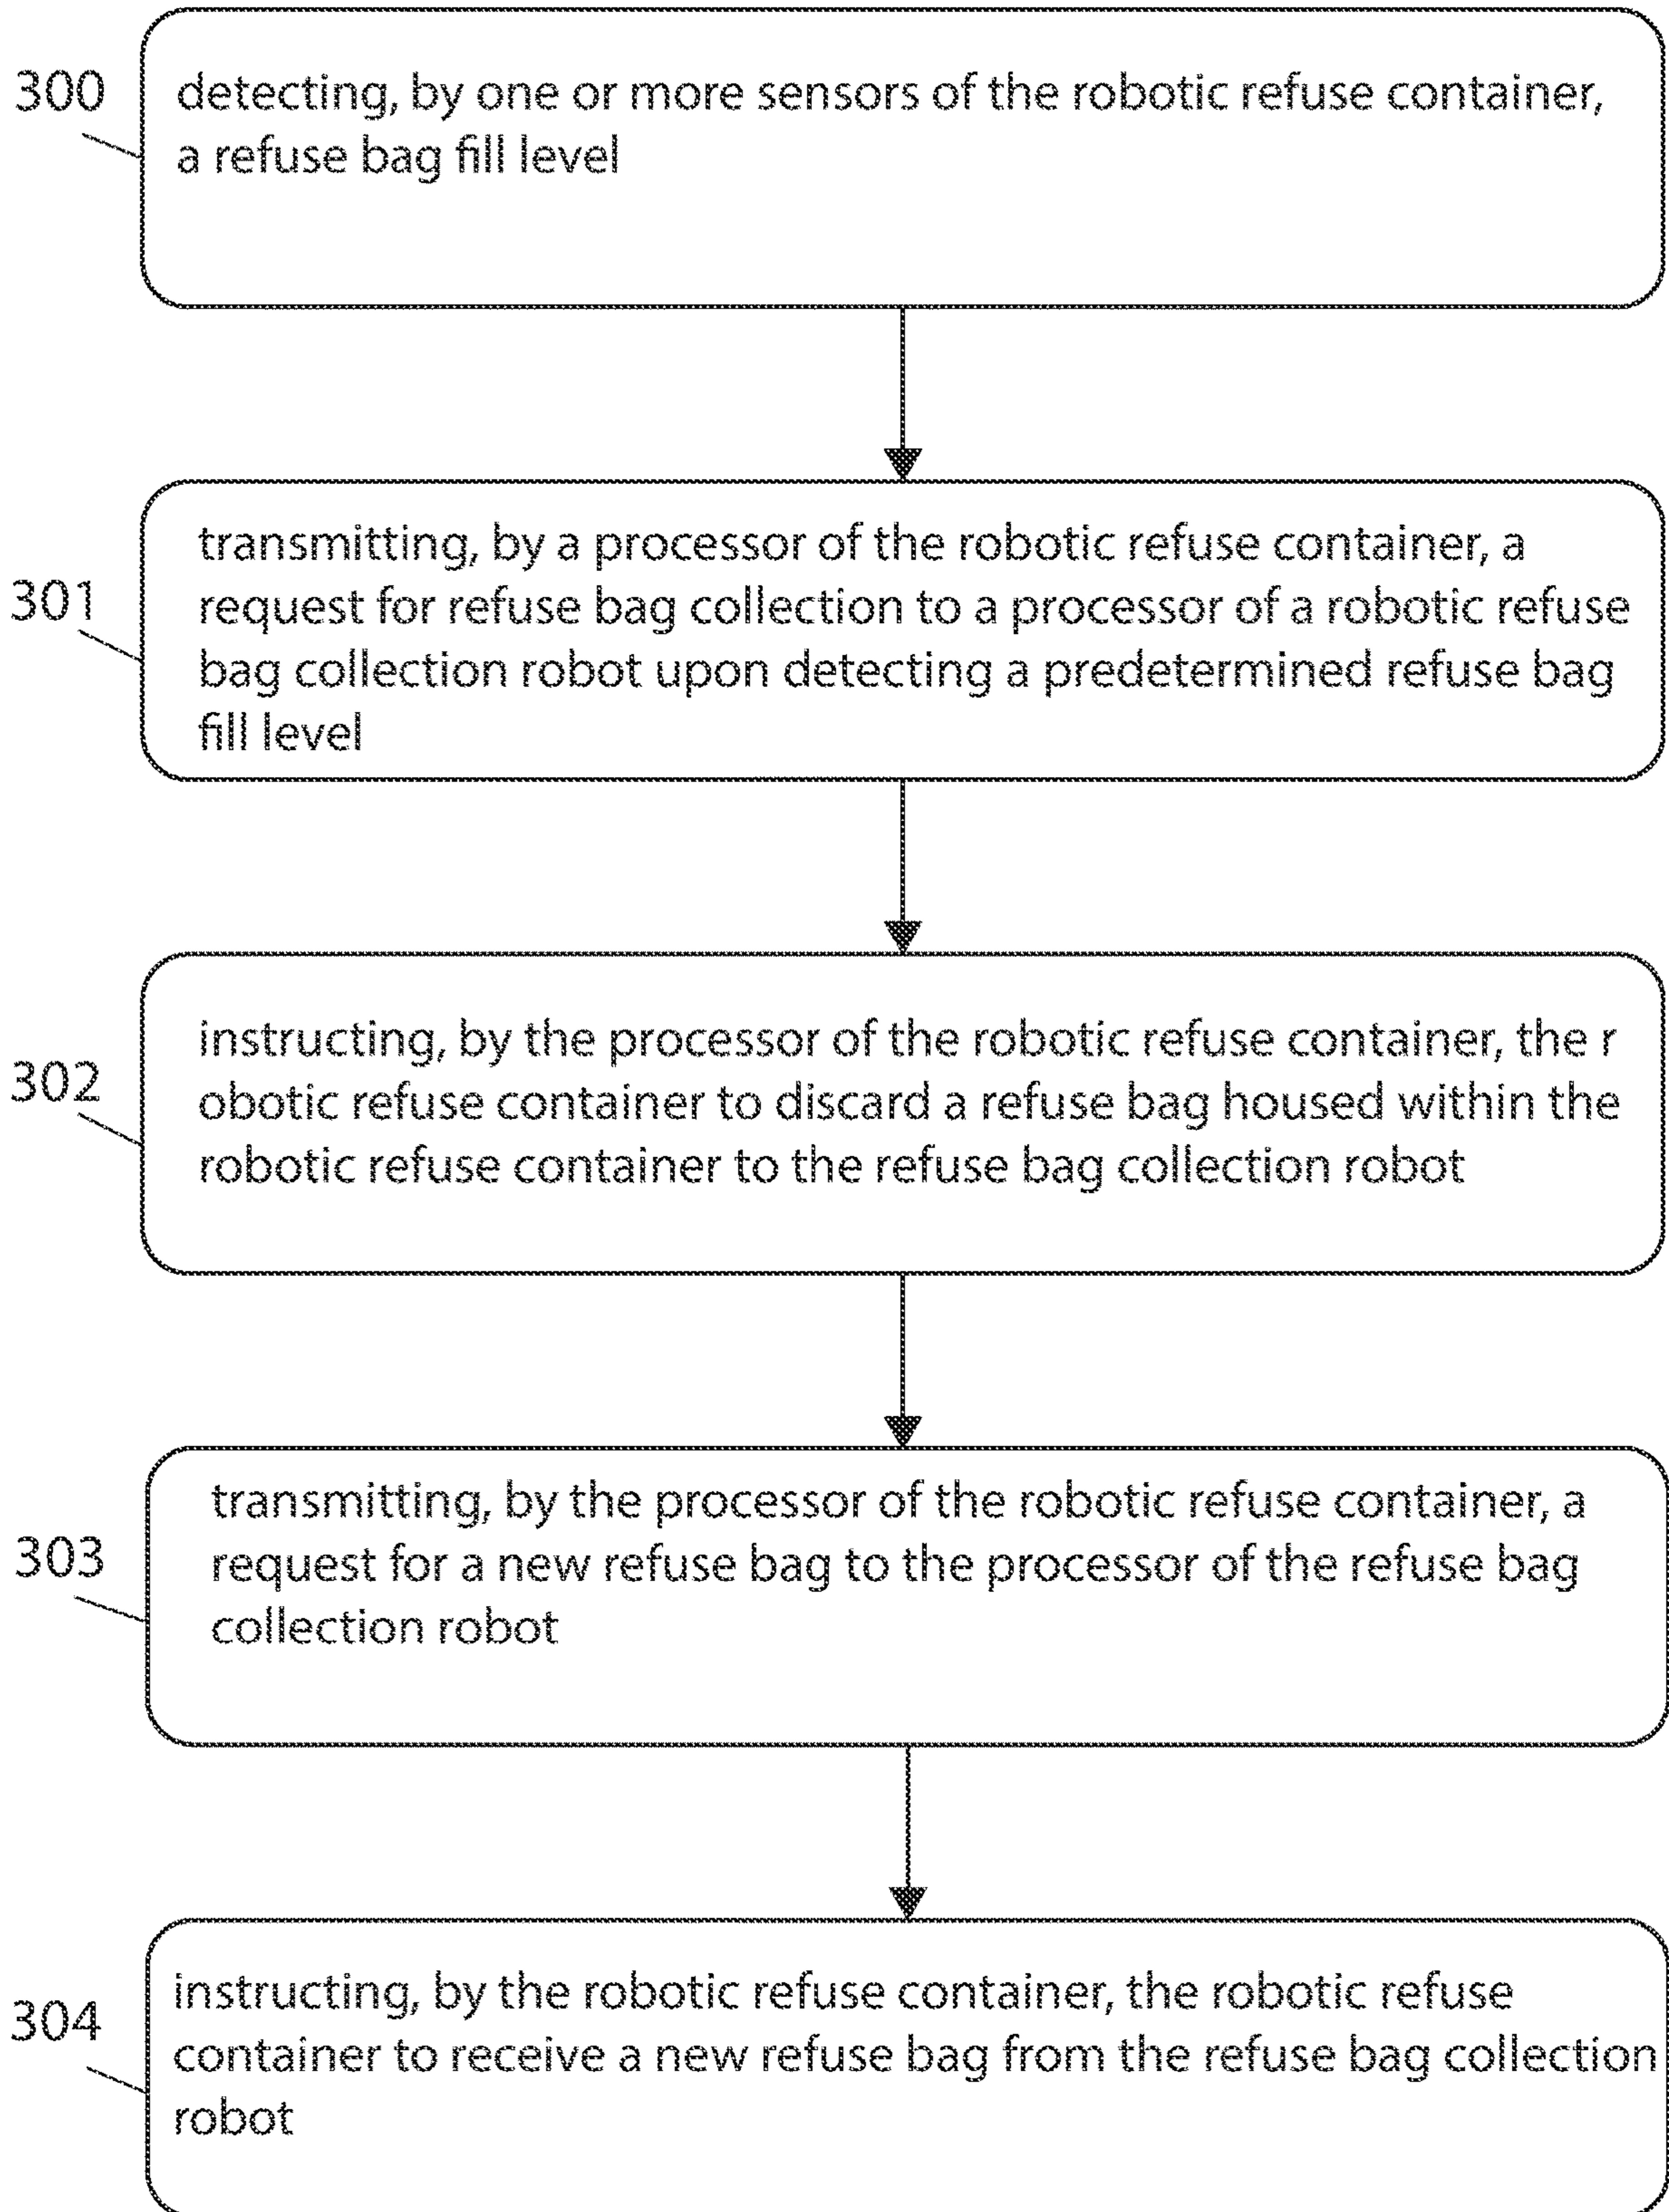 300
detecting, by one or more sensors of the robotic refuse container,
a refuse bag fill level
301
transmitting, by a processor of the robotic refuse container, a
request for refuse bag collection to a processor of a robotic refuse
bag collection robot upon detecting a predetermined refuse bag
fill level
302
instructing, by the processor of the robotic refuse container, the r
obotic refuse container to discard a refuse bag housed within the
robotic refuse container to the refuse bag collection robot
303
transmitting, by the processor of the robotic refuse container, a
request for a new refuse bag to the processor of the refuse bag
collection robot
304
instructing, by the robotic refuse container, the robotic refuse
container to receive a new refuse bag from the refuse bag collection
robot